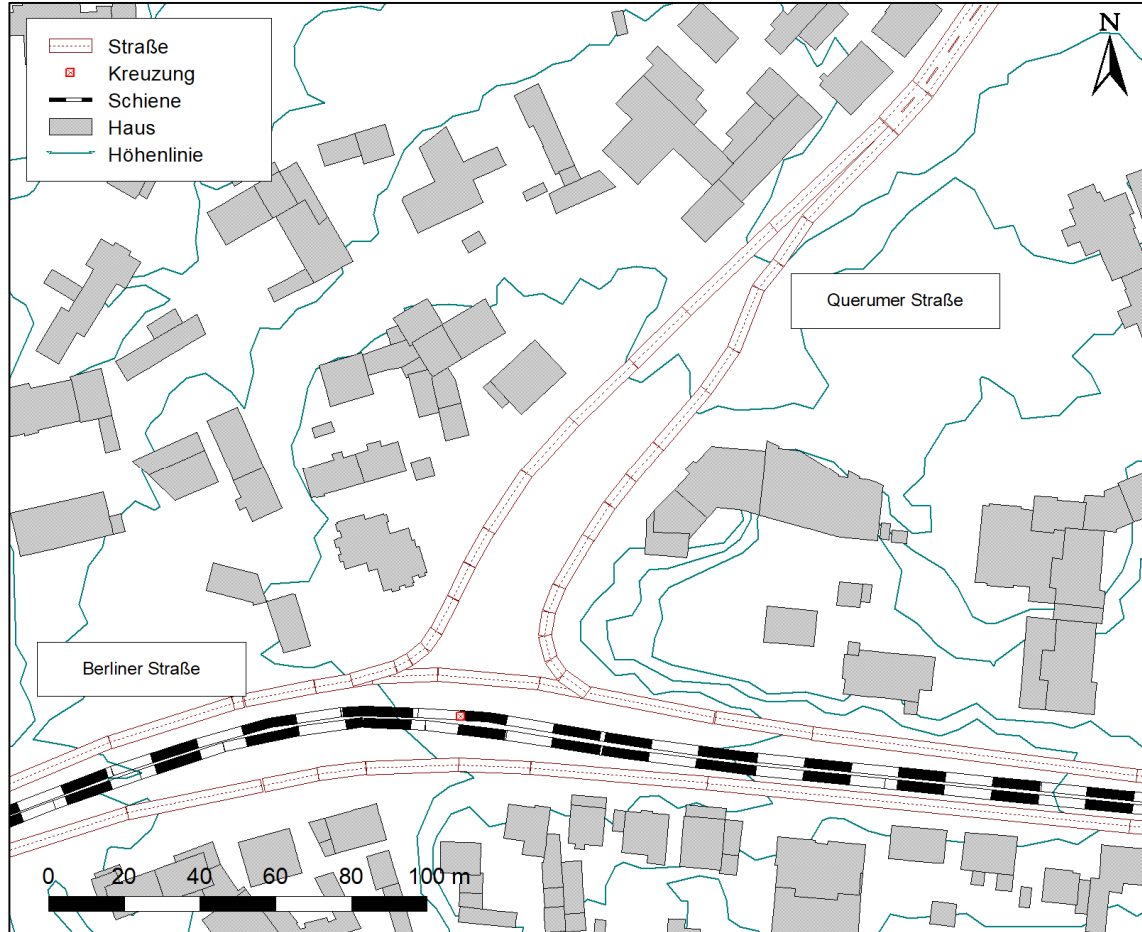 Straße
Kreuzung
Schiene
Haus
Höhenlinie
N
Querumer Straße
Berliner Straße
0 20 40 60 80 100 m